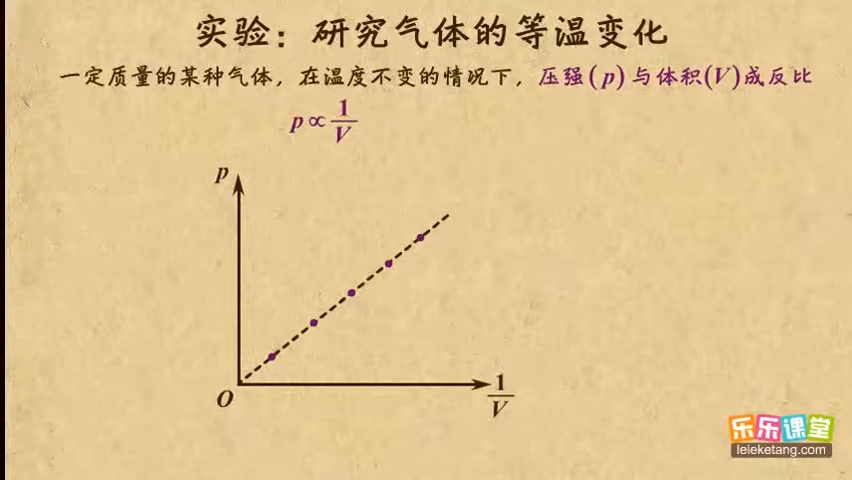 实验：研究气体的等温变化
一定质量的某种气体，在温度不变的情况下，压强(p)与体积(V)成反比
p∝1/V
p
O
1/V
乐乐课堂
leleketang.com